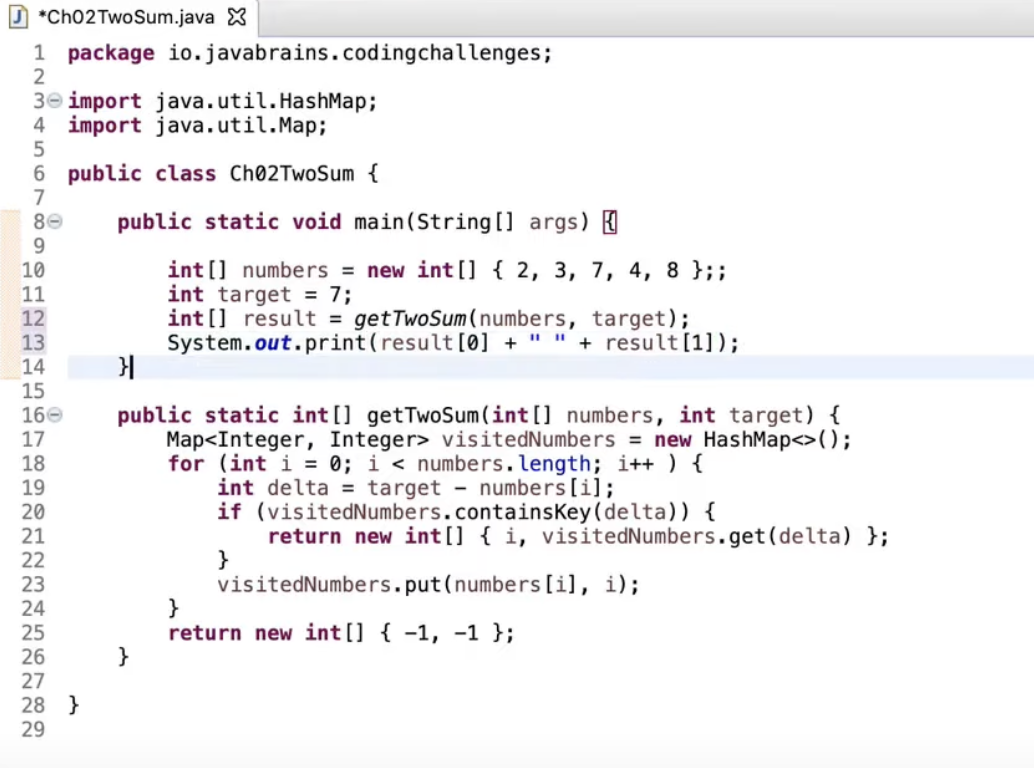 *Ch02TwoSum.java
1 package io.javabrains.codingchallenges;
2
3 import java.util.HashMap;
4 import java.util.Map;
5
6 public class Ch02TwoSum {
7
8     public static void main(String[] args) {
9
10         int[] numbers = new int[] { 2, 3, 7, 4, 8 };;
11         int target = 7;
12         int[] result = getTwoSum(numbers, target);
13         System.out.print(result[0] + " " + result[1]);
14     }
15
16     public static int[] getTwoSum(int[] numbers, int target) {
17         Map<Integer, Integer> visitedNumbers = new HashMap<>();
18         for (int i = 0; i < numbers.length; i++ ) {
19             int delta = target - numbers[i];
20             if (visitedNumbers.containsKey(delta)) {
21                 return new int[] { i, visitedNumbers.get(delta) };
22             }
23             visitedNumbers.put(numbers[i], i);
24         }
25         return new int[] { -1, -1 };
26     }
27
28 }
29